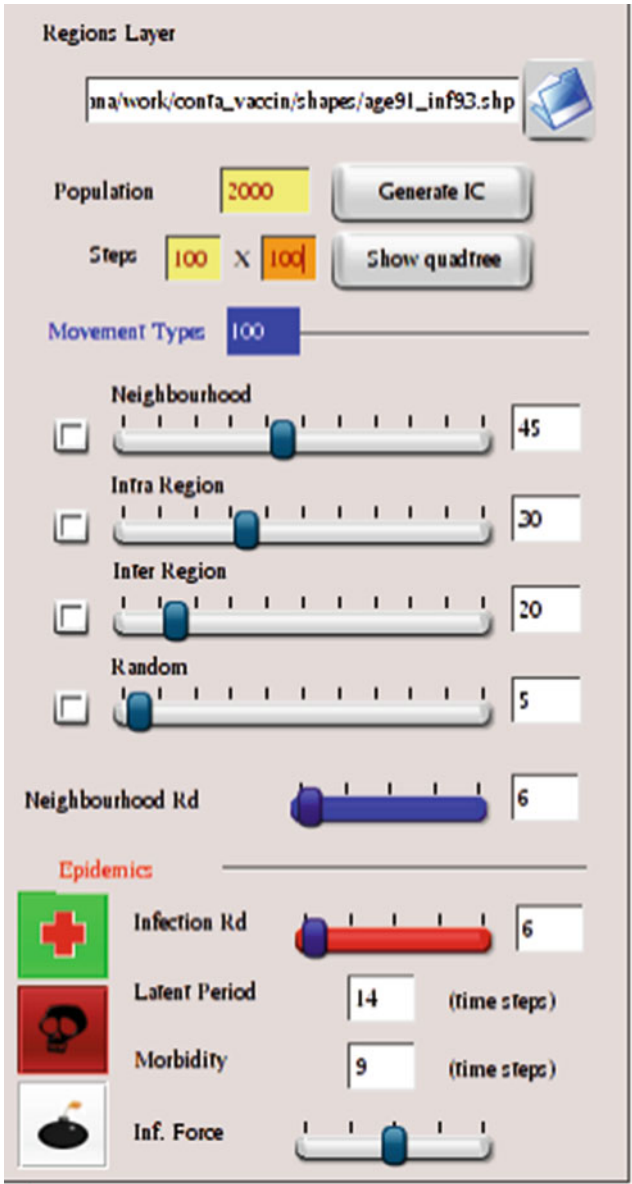 Regions Layer
ana/work/conta_vaccin/shapes/age91_inf93.shp
Population 2000 Generate IC
Steps 100 X 100 Show quadtree
Movement Types 100
Neighbourhood
45
Intra Region
30
Inter Region
20
Random
5
Neighbourhood Rd 6
Epidemics
Infection Rd 6
Latent Period 14 (time steps)
Morbidity 9 (time steps)
Inf. Force